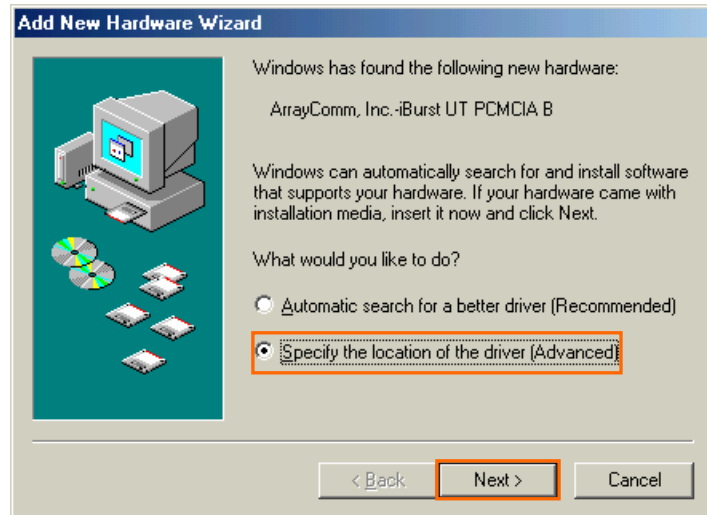 Add New Hardware Wizard
Windows has found the following new hardware:
ArrayComm, Inc.-iBurst UT PCMCIA B
Windows can automatically search for and install software
that supports your hardware. If your hardware came with
installation media, insert it now and click Next.
What would you like to do?
Automatic search for a better driver (Recommended)
Specify the location of the driver (Advanced)
< Back
Next >
Cancel